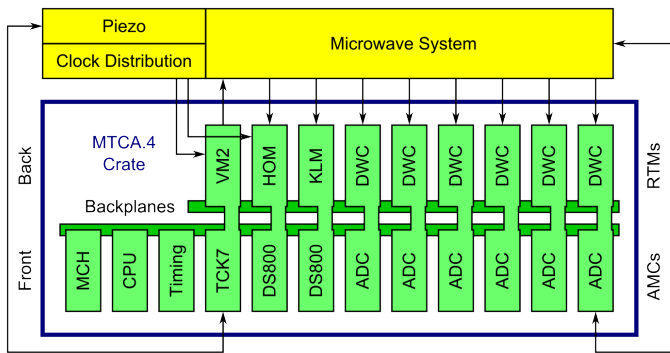 Piezo
Clock Distribution
Microwave System
MTCA.4
Crate
Back
VM2
HOM
KLM
DWC
DWC
DWC
DWC
DWC
DWC
RTMs
Backplanes
Front
MCH
CPU
Timing
TCK7
DS800
DS800
ADC
ADC
ADC
ADC
ADC
ADC
AMCs